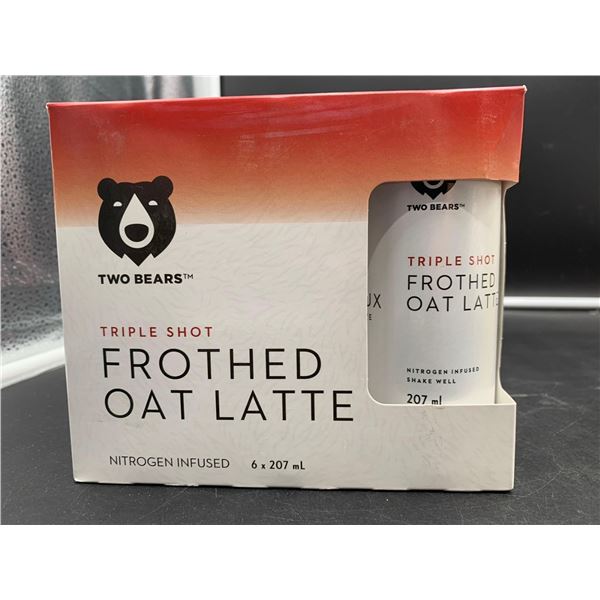 TWO BEARS™
TRIPLE SHOT
FROTHED
OAT LATTE
NITROGEN INFUSED 6 x 207 mL
TWO BEARS™
TRIPLE SHOT
FROTHED
OAT LATTE
NITROGEN INFUSED
SHAKE WELL
207 ml